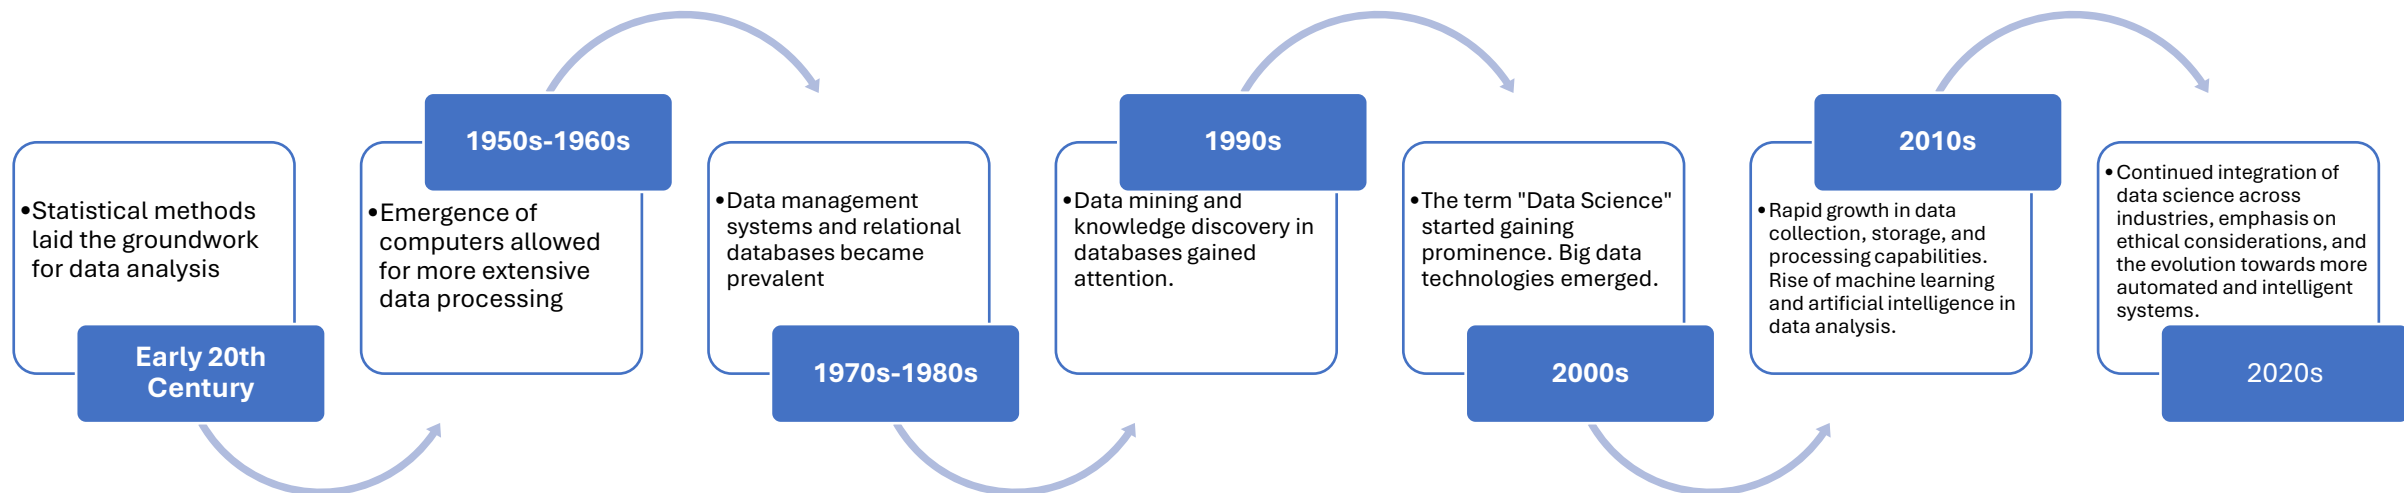 •Statistical methods
laid the groundwork
for data analysis
Early 20th
Century
1950s-1960s
•Emergence of
computers allowed
for more extensive
data processing
•Data management
systems and relational
databases became
prevalent
1970s-1980s
1990s
•Data mining and
knowledge discovery in
databases gained
attention.
•The term "Data Science"
started gaining
prominence. Big data
technologies emerged.
2000s
2010s
•Rapid growth in data
collection, storage, and
processing capabilities.
Rise of machine learning
and artificial intelligence in
data analysis.
•Continued integration of
data science across
industries, emphasis on
ethical considerations, and
the evolution towards more
automated and intelligent
systems.
2020s